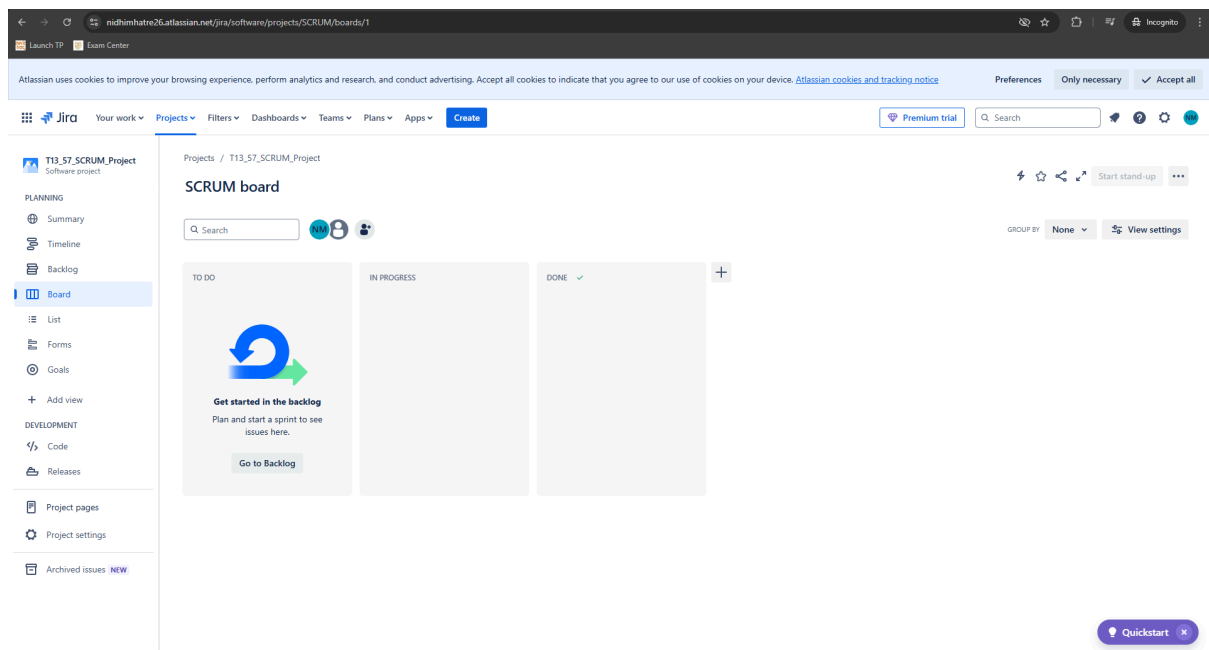 nidhimhatre26.atlassian.net/jira/software/projects/SCRUM/boards/1
Incognito
Launch TP Exam Center
Atlassian uses cookies to improve your browsing experience, perform analytics and research, and conduct advertising. Accept all cookies to indicate that you agree to our use of cookies on your device. Atlassian cookies and tracking notice Preferences Only necessary Accept all
Jira Your work Projects Filters Dashboards Teams Plans Apps Create Premium trial Search NM
T13_57_SCRUM_Project
Software project
PLANNING
Summary
Timeline
Backlog
Board
List
Forms
Goals
Add view
DEVELOPMENT
Code
Releases
Project pages
Project settings
Archived issues NEW
Projects / T13_57_SCRUM_Project
SCRUM board
Start stand-up
Search NM
GROUP BY None View settings
TO DO
IN PROGRESS
DONE
Get started in the backlog
Plan and start a sprint to see
issues here.
Go to Backlog
Quickstart